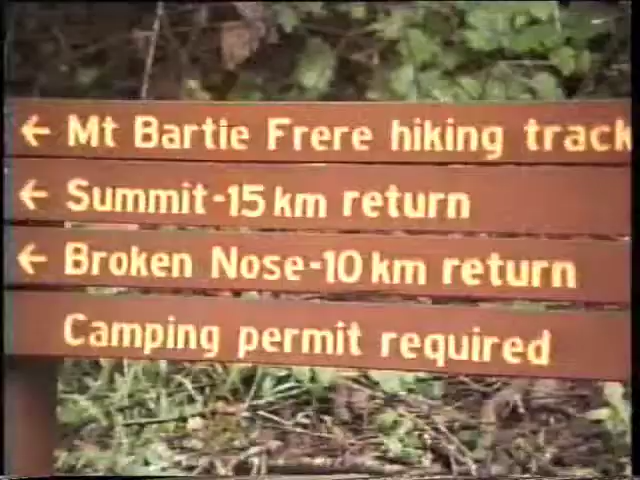 ← Mt Bartle Frere hiking track
← Summit-15 km return
← Broken Nose-10 km return
Camping permit required